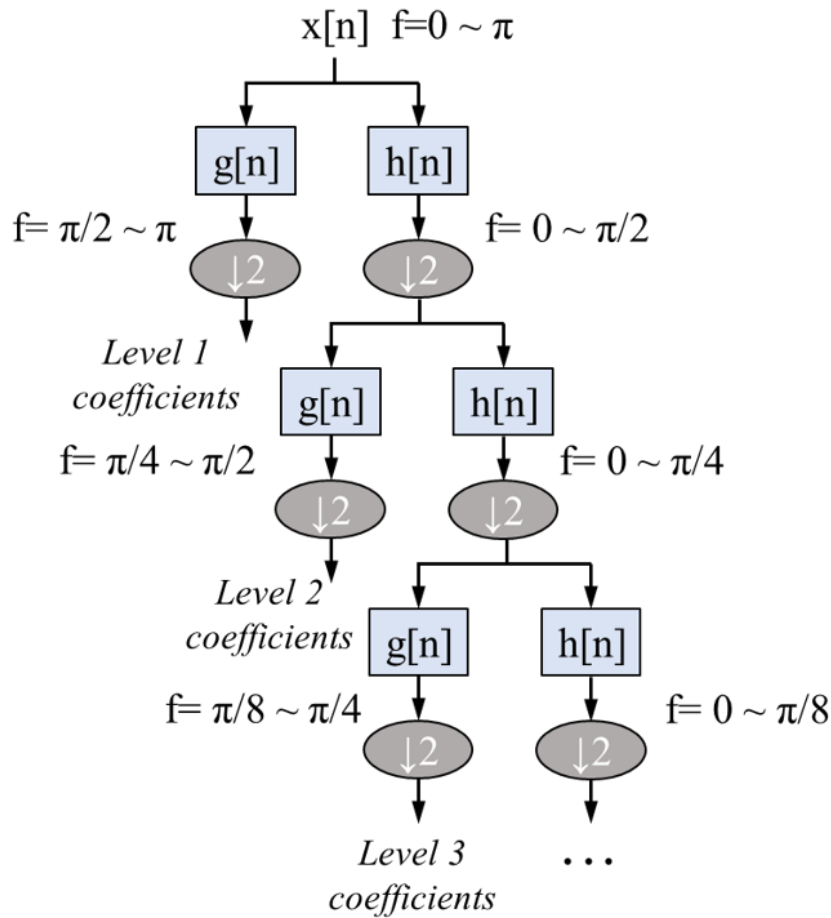 x[n] f=0 ~ π
g[n] h[n]
f= π/2 ~ π
f= 0 ~ π/2
↓2 ↓2
Level 1
coefficients
g[n] h[n]
f= π/4 ~ π/2
f= 0 ~ π/4
↓2 ↓2
Level 2
coefficients
g[n] h[n]
f= π/8 ~ π/4
f= 0 ~ π/8
↓2 ↓2
Level 3
coefficients
...